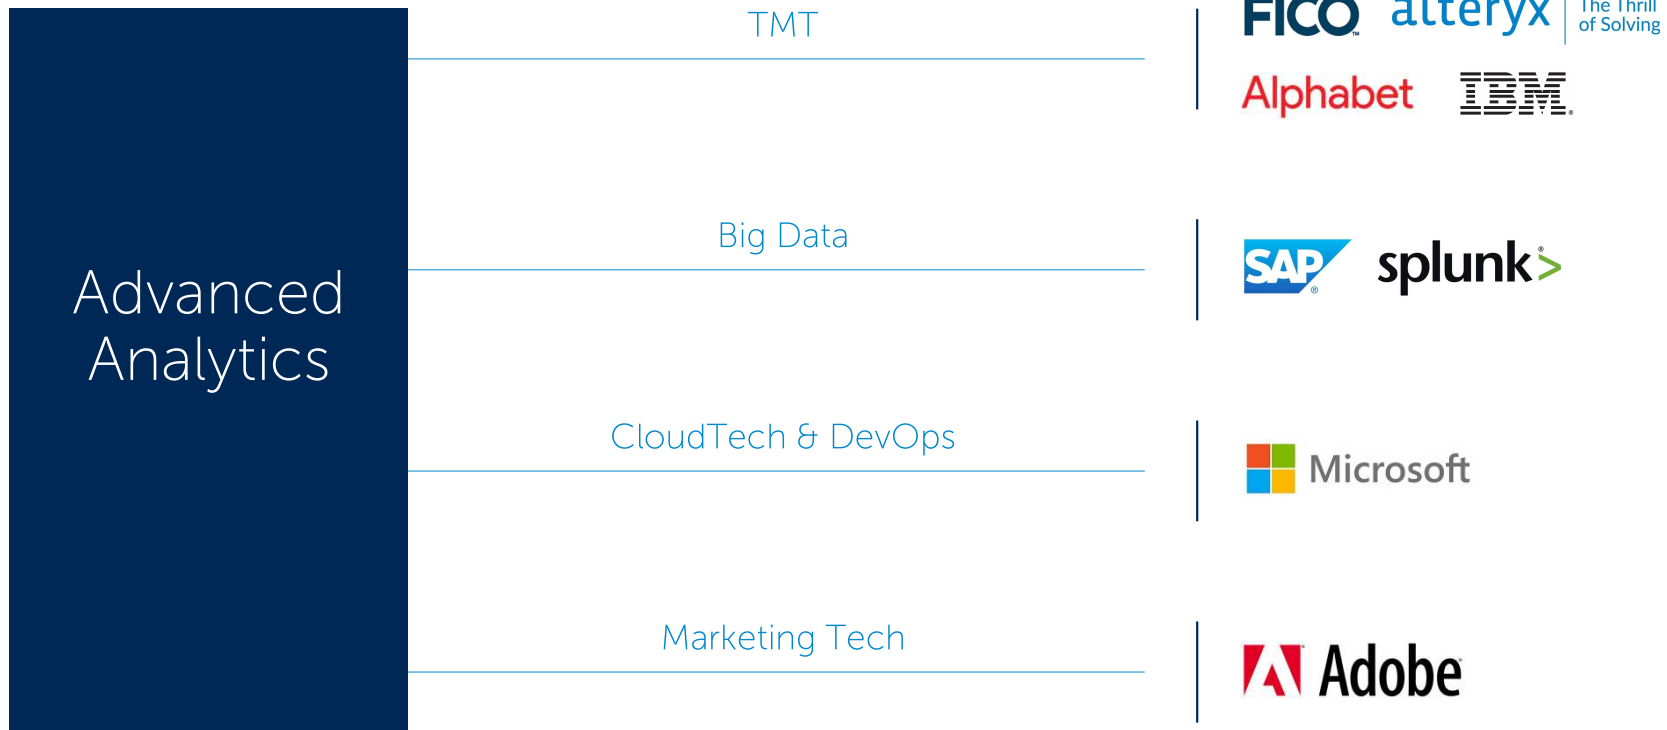 Advanced
Analytics
TMT
FICO™ alteryx The Thrill
of Solving
Alphabet IBM®
Big Data
SAP® splunk>®
CloudTech & DevOps
Microsoft
Marketing Tech
Adobe